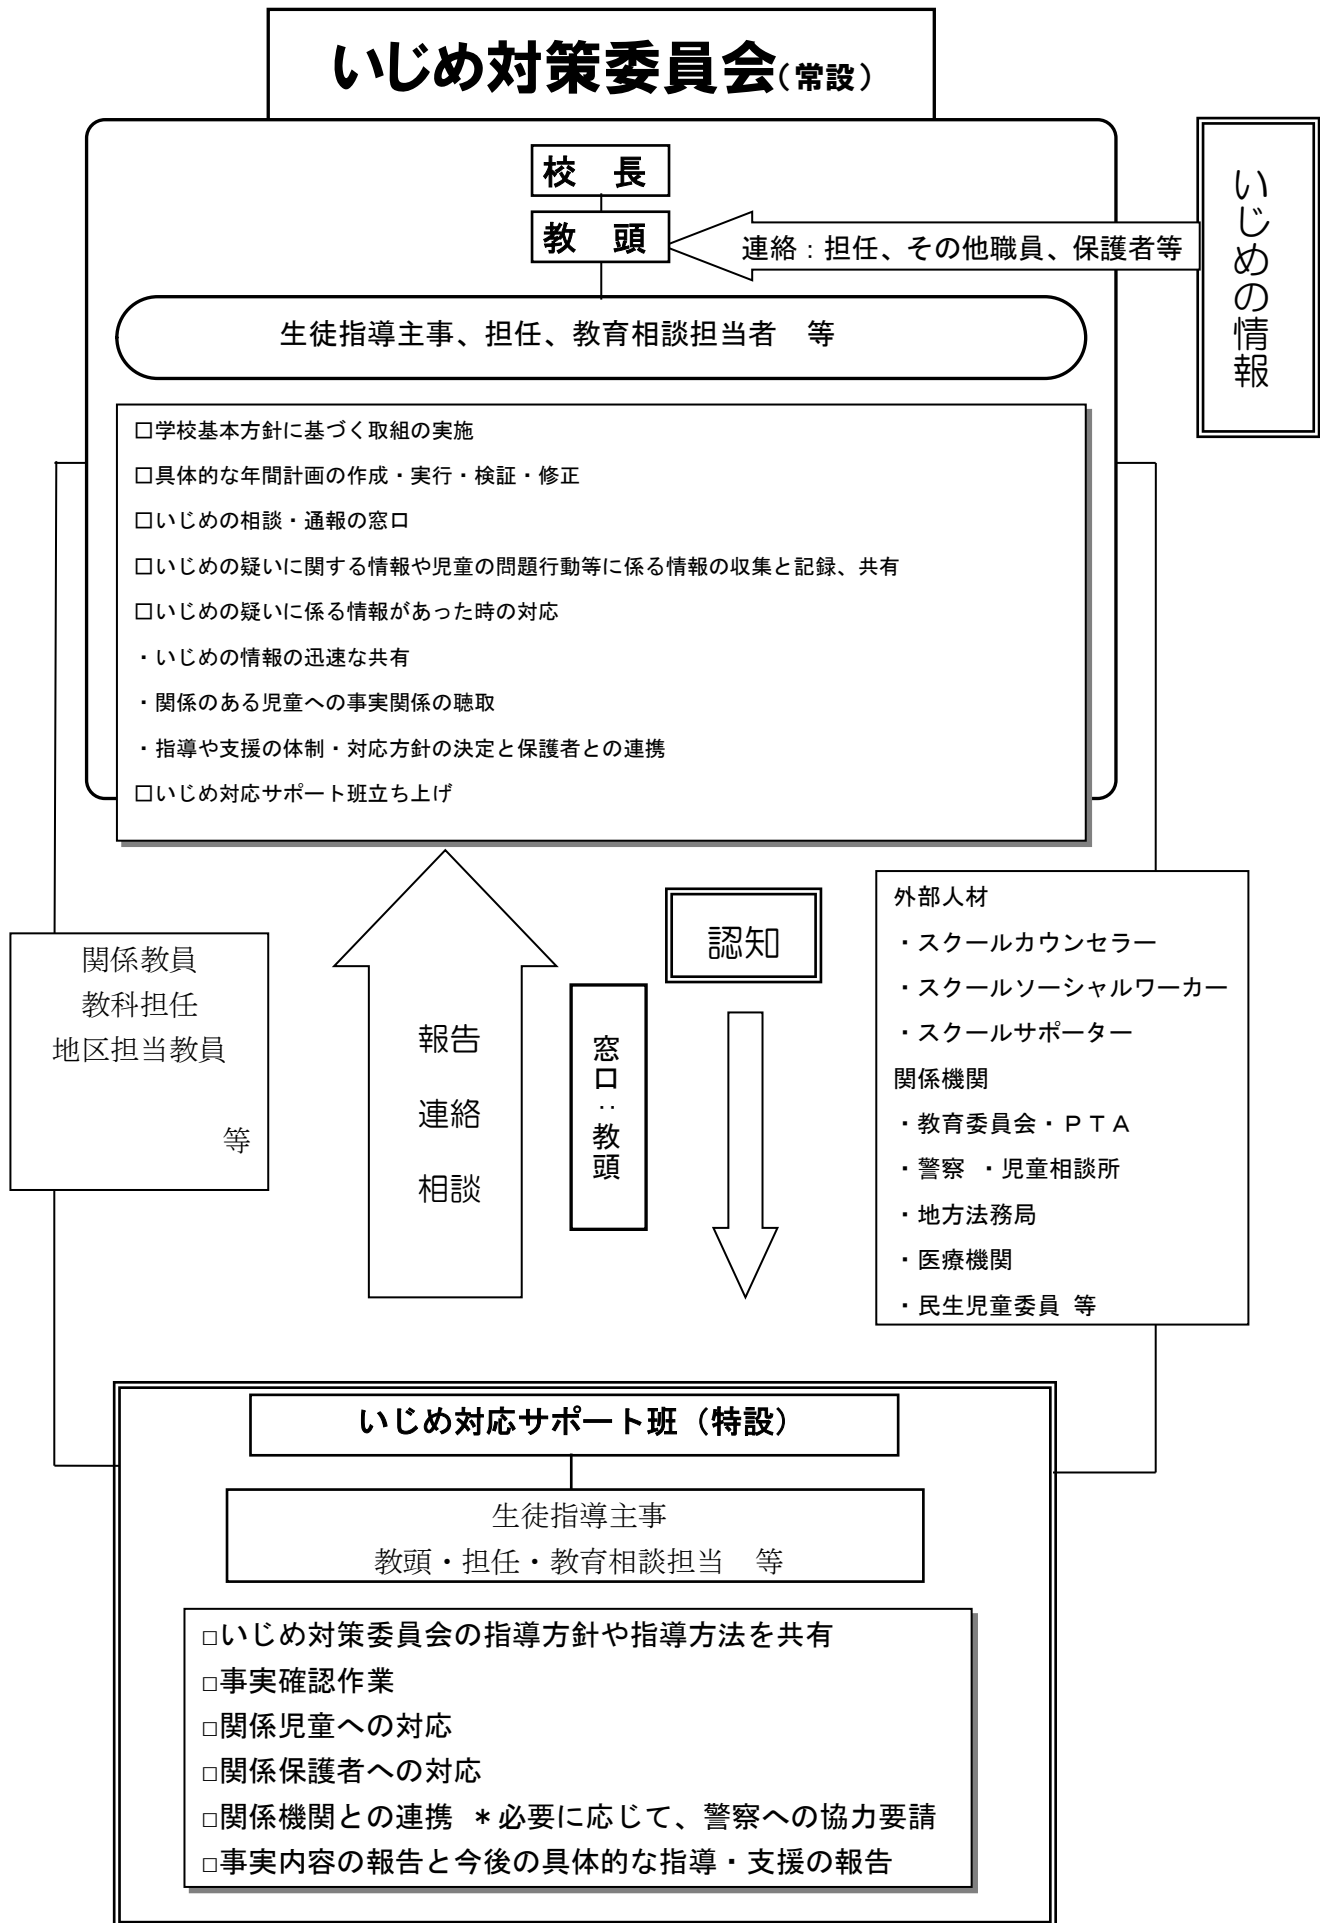 いじめ対策委員会(常設)
校　長
教　頭
連絡：担任、その他職員、保護者等
いじめの情報
生徒指導主事、担任、教育相談担当者　等
□学校基本方針に基づく取組の実施
□具体的な年間計画の作成・実行・検証・修正
□いじめの相談・通報の窓口
□いじめの疑いに関する情報や児童の問題行動等に係る情報の収集と記録、共有
□いじめの疑いに係る情報があった時の対応
・いじめの情報の迅速な共有
・関係のある児童への事実関係の聴取
・指導や支援の体制・対応方針の決定と保護者との連携
□いじめ対応サポート班立ち上げ
関係教員
教科担任
地区担当教員
等
報告
連絡
相談
窓口：教頭
認知
外部人材
・スクールカウンセラー
・スクールソーシャルワーカー
・スクールサポーター
関係機関
・教育委員会・ＰＴＡ
・警察　・児童相談所
・地方法務局
・医療機関
・民生児童委員 等
いじめ対応サポート班（特設）
生徒指導主事
教頭・担任・教育相談担当　等
□いじめ対策委員会の指導方針や指導方法を共有
□事実確認作業
□関係児童への対応
□関係保護者への対応
□関係機関との連携　＊必要に応じて、警察への協力要請
□事実内容の報告と今後の具体的な指導・支援の報告